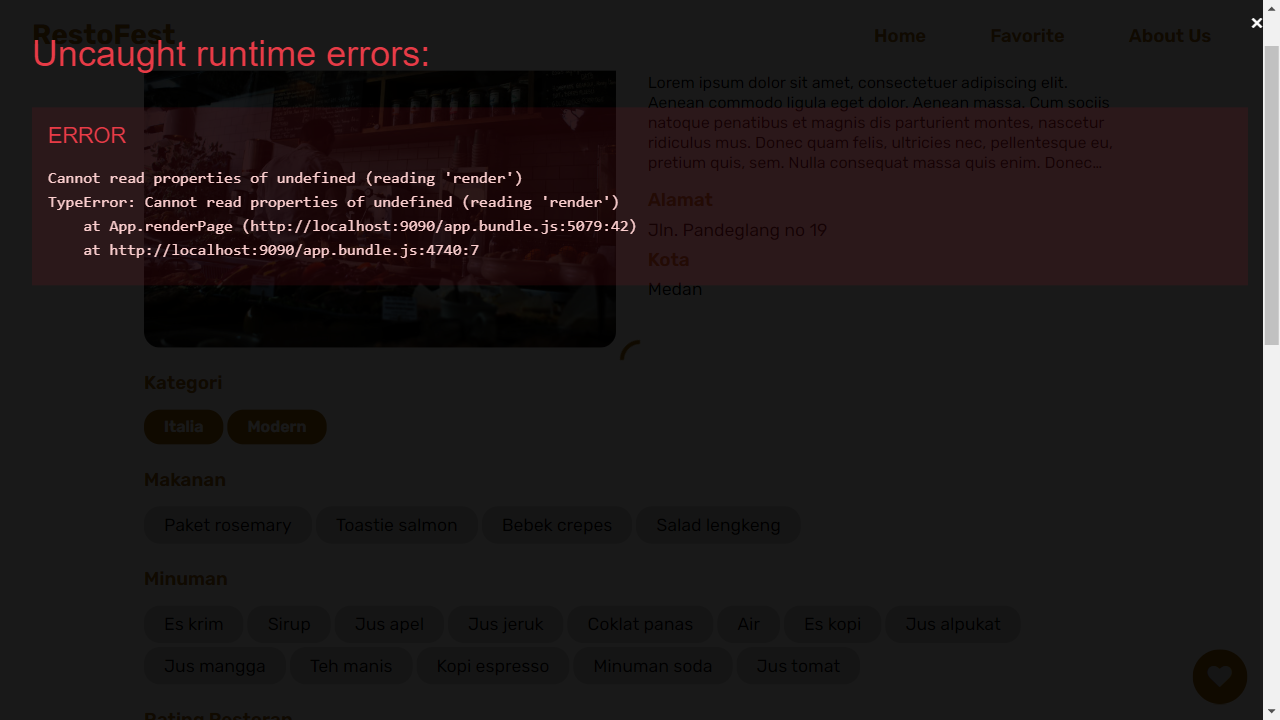 RestoFest
Home Favorite About Us
×
Uncaught runtime errors:
ERROR
Cannot read properties of undefined (reading 'render')
TypeError: Cannot read properties of undefined (reading 'render')
at App.renderPage (http://localhost:9090/app.bundle.js:5079:42)
at http://localhost:9090/app.bundle.js:4740:7
Lorem ipsum dolor sit amet, consectetuer adipiscing elit.
Aenean commodo ligula eget dolor. Aenean massa. Cum sociis
natoque penatibus et magnis dis parturient montes, nascetur
ridiculus mus. Donec quam felis, ultricies nec, pellentesque eu,
pretium quis, sem. Nulla consequat massa quis enim. Donec...
Alamat
Jln. Pandeglang no 19
Kota
Medan
Kategori
Italia Modern
Makanan
Paket rosemary Toastie salmon Bebek crepes Salad lengkeng
Minuman
Es krim Sirup Jus apel Jus jeruk Coklat panas Air Es kopi Jus alpukat
Jus mangga Teh manis Kopi espresso Minuman soda Jus tomat
Rating Restoran